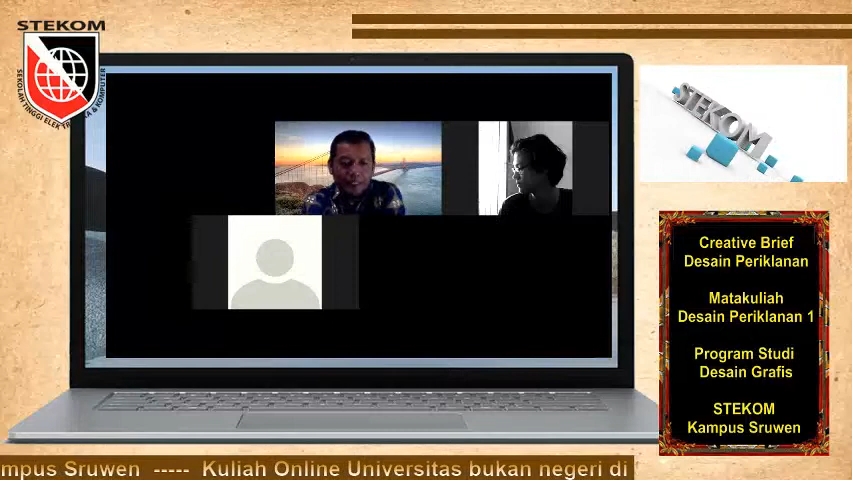 STEKOM
SEKOLAH TINGGI ELEKTRONIKA & KOMPUTER
STEKOM
Creative Brief
Desain Periklanan
Matakuliah
Desain Periklanan 1
Program Studi
Desain Grafis
STEKOM
Kampus Sruwen
mpus Sruwen ----- Kuliah Online Universitas bukan negeri di